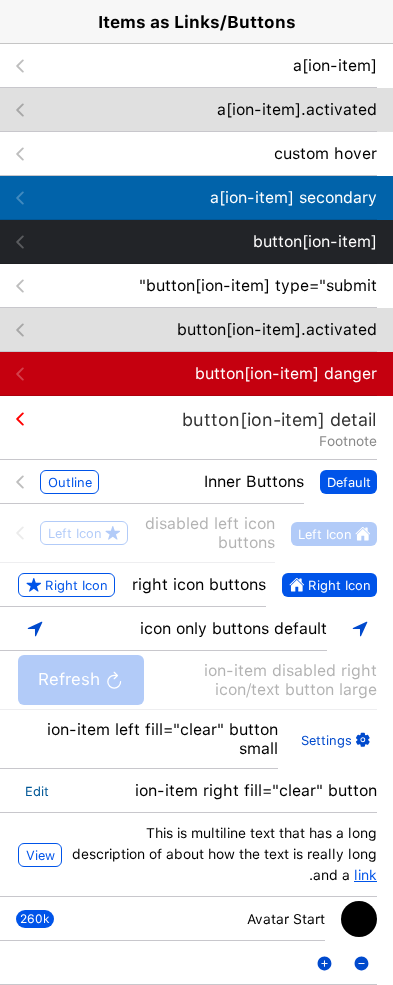 Items as Links/Buttons
a[ion-item]
a[ion-item].activated
custom hover
a[ion-item] secondary
button[ion-item]
"button[ion-item] type="submit
button[ion-item].activated
button[ion-item] danger
button[ion-item] detail
Footnote
Default
Inner Buttons
Outline
Left Icon
disabled left icon
buttons
Left Icon
Right Icon
right icon buttons
Right Icon
icon only buttons default
ion-item disabled right
icon/text button large
Refresh
Settings
ion-item left fill="clear" button
small
ion-item right fill="clear" button
Edit
This is multiline text that has a long
description of about how the text is really long
.and a link
View
Avatar Start
260k